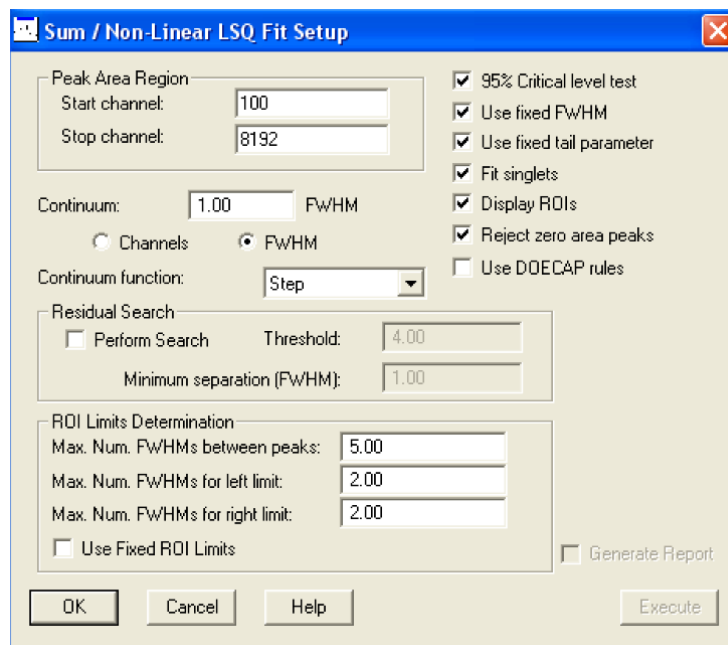 Sum / Non-Linear LSQ Fit Setup
Peak Area Region
Start channel: 100
Stop channel: 8192
95% Critical level test
Use fixed FWHM
Use fixed tail parameter
Fit singlets
Display ROIs
Reject zero area peaks
Use DOECAP rules
Continuum: 1.00 FWHM
Channels FWHM
Continuum function: Step
Residual Search
Perform Search Threshold: 4.00
Minimum separation (FWHM): 1.00
ROI Limits Determination
Max. Num. FWHMs between peaks: 5.00
Max. Num. FWHMs for left limit: 2.00
Max. Num. FWHMs for right limit: 2.00
Use Fixed ROI Limits
Generate Report
OK Cancel Help Execute